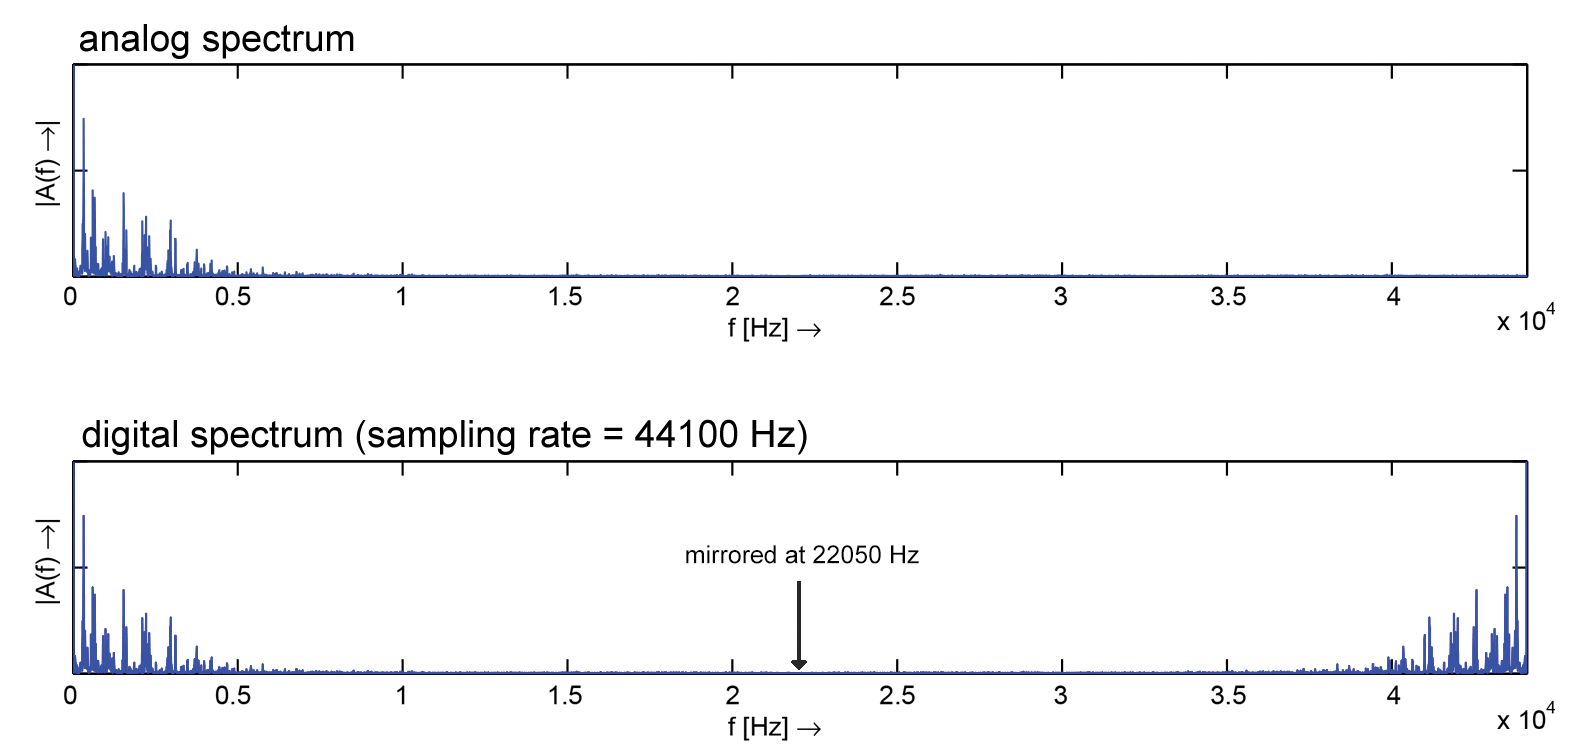 analog spectrum
|A(f) →|
0 0.5 1 1.5 2 2.5 3 3.5 4
x 10⁴
f [Hz] →
digital spectrum (sampling rate = 44100 Hz)
|A(f) →|
mirrored at 22050 Hz
0 0.5 1 1.5 2 2.5 3 3.5 4
x 10⁴
f [Hz] →